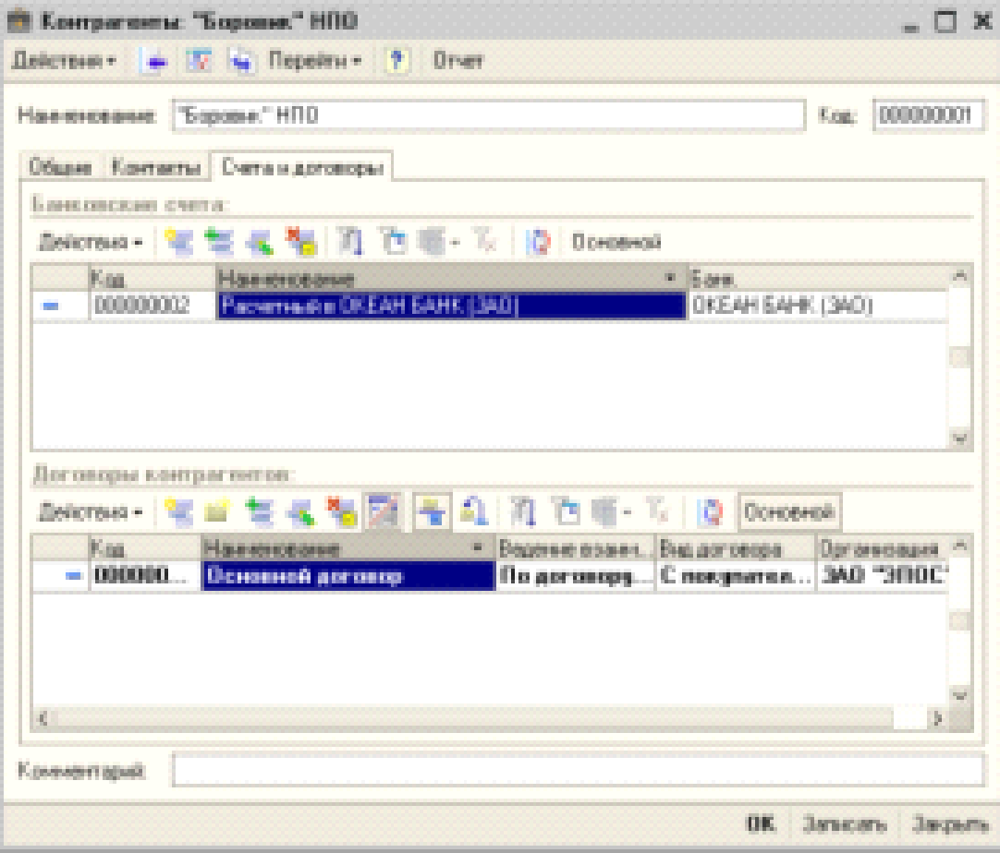 Контрагенты: "Боровик" НПО
Действия Перейти ? Отчет
Наименование: "Боровик" НПО Код: 000000001
Общие Контакты Счета и договоры
Банковские счета:
Действия Основной
Код Наименование Банк
000000002 Расчетный в ОКЕАН БАНК (ЗАО) ОКЕАН БАНК (ЗАО)
Договоры контрагентов:
Действия Основной
Код Наименование Ведение взаим... Вид договора Организация
000000... Основной договор По договору... С покупател... ЗАО "ЭПОС"
Комментарий:
OK Записать Закрыть